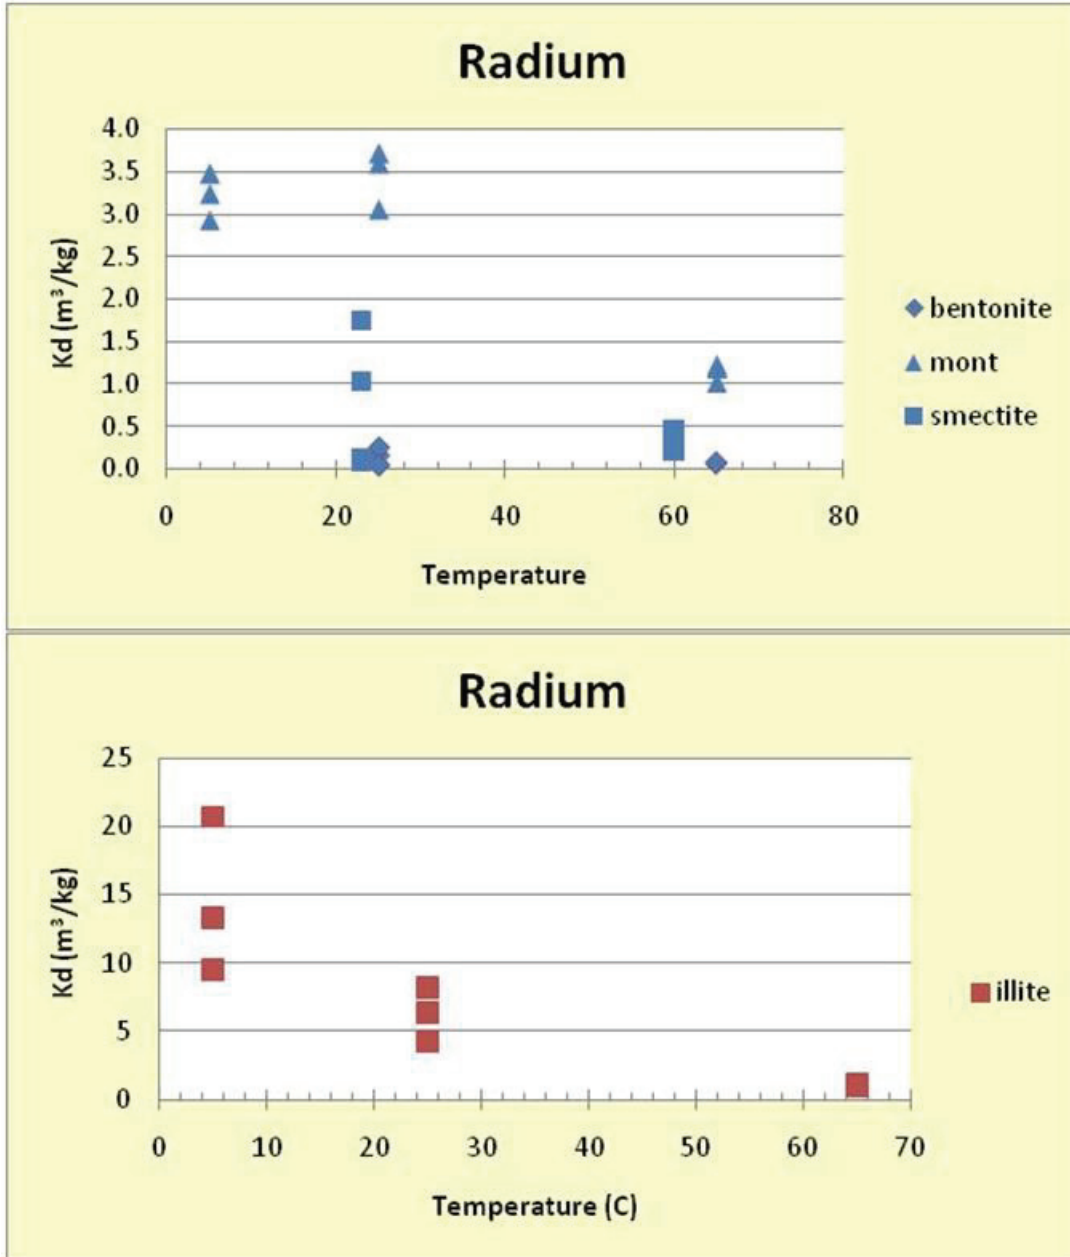 Radium
4.0
3.5
3.0
2.5
2.0
1.5
1.0
0.5
0.0
Kd (m³/kg)
0 20 40 60 80
Temperature
bentonite
mont
smectite
Radium
25
20
15
10
5
0
Kd (m³/kg)
0 10 20 30 40 50 60 70
Temperature (C)
illite